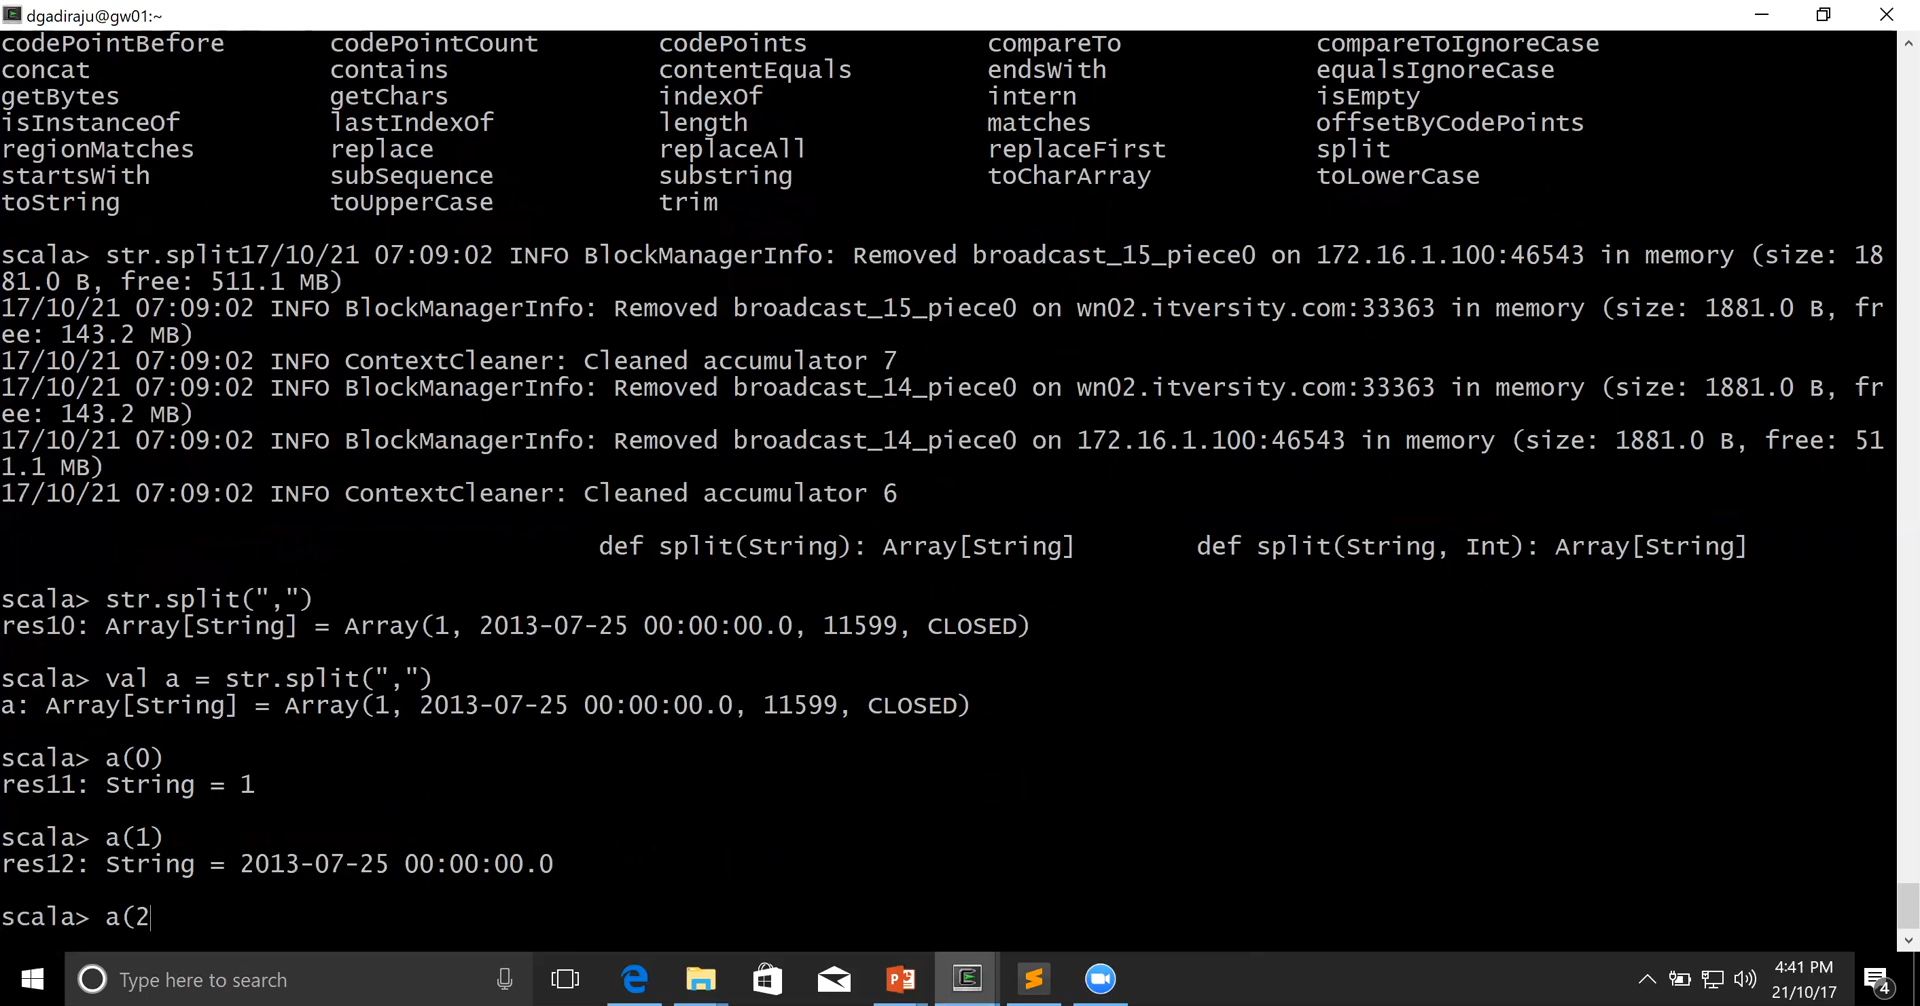 dgadiraju@gw01:~
codePointBefore codePointCount codePoints compareTo compareToIgnoreCase
concat contains contentEquals endsWith equalsIgnoreCase
getBytes getChars indexOf intern isEmpty
isInstanceOf lastIndexOf length matches offsetByCodePoints
regionMatches replace replaceAll replaceFirst split
startsWith subSequence substring toCharArray toLowerCase
toString toUpperCase trim
scala> str.split17/10/21 07:09:02 INFO BlockManagerInfo: Removed broadcast_15_piece0 on 172.16.1.100:46543 in memory (size: 18
81.0 B, free: 511.1 MB)
17/10/21 07:09:02 INFO BlockManagerInfo: Removed broadcast_15_piece0 on wn02.itversity.com:33363 in memory (size: 1881.0 B, fr
ee: 143.2 MB)
17/10/21 07:09:02 INFO ContextCleaner: Cleaned accumulator 7
17/10/21 07:09:02 INFO BlockManagerInfo: Removed broadcast_14_piece0 on wn02.itversity.com:33363 in memory (size: 1881.0 B, fr
ee: 143.2 MB)
17/10/21 07:09:02 INFO BlockManagerInfo: Removed broadcast_14_piece0 on 172.16.1.100:46543 in memory (size: 1881.0 B, free: 51
1.1 MB)
17/10/21 07:09:02 INFO ContextCleaner: Cleaned accumulator 6
def split(String): Array[String] def split(String, Int): Array[String]
scala> str.split(",")
res10: Array[String] = Array(1, 2013-07-25 00:00:00.0, 11599, CLOSED)
scala> val a = str.split(",")
a: Array[String] = Array(1, 2013-07-25 00:00:00.0, 11599, CLOSED)
scala> a(0)
res11: String = 1
scala> a(1)
res12: String = 2013-07-25 00:00:00.0
scala> a(2
Type here to search
4:41 PM
21/10/17
4